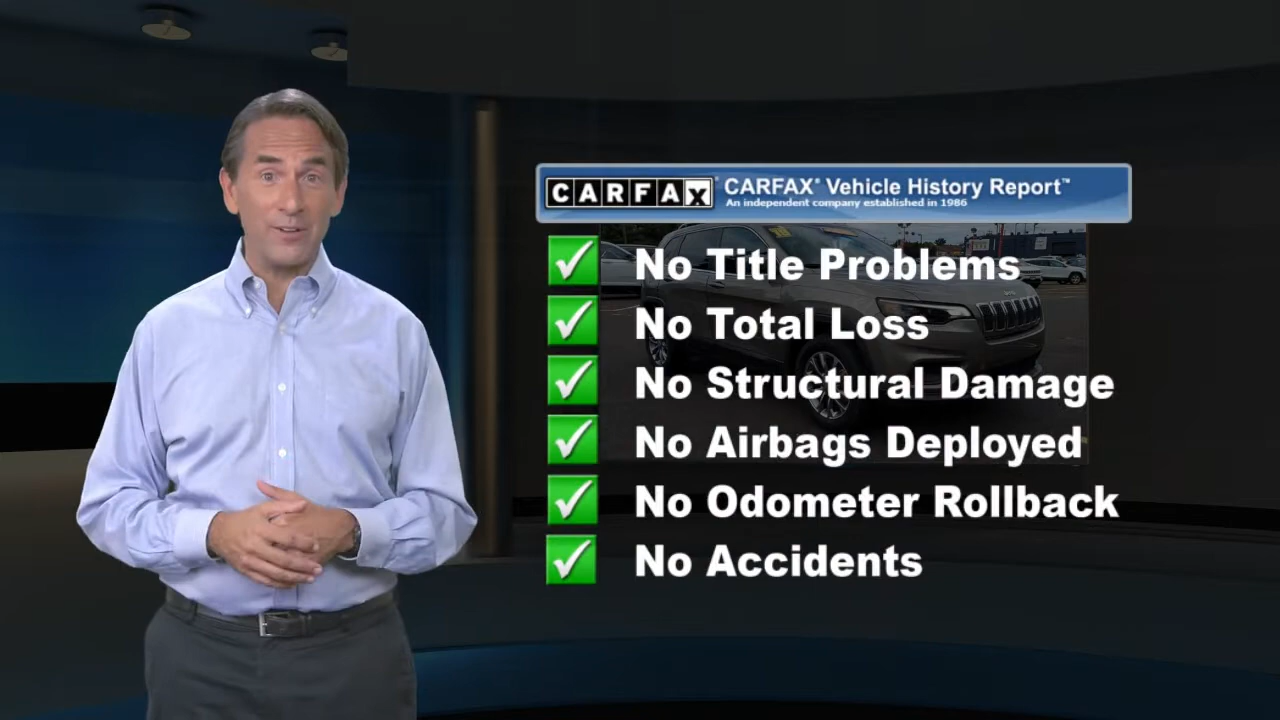 CARFAX
CARFAX® Vehicle History Report™
An independent company established in 1986
No Title Problems
No Total Loss
No Structural Damage
No Airbags Deployed
No Odometer Rollback
No Accidents